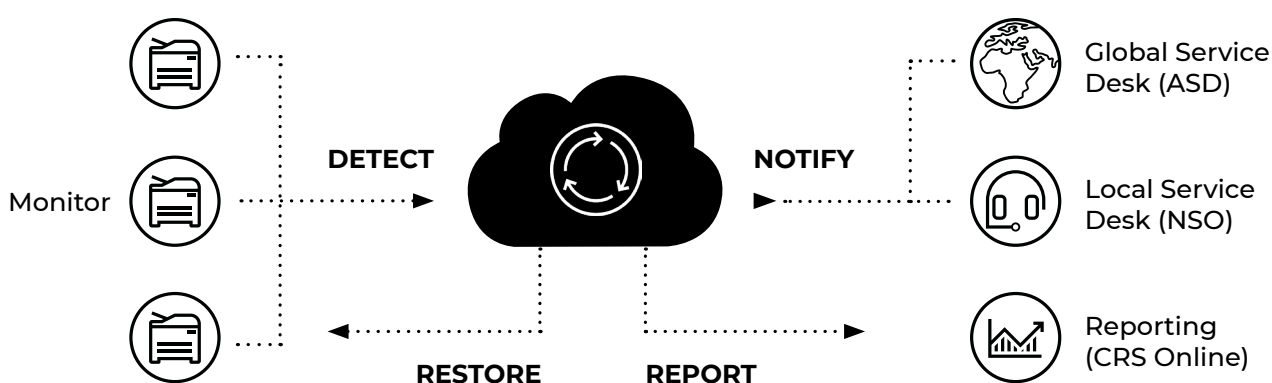 Global Service
Desk (ASD)
DETECT
NOTIFY
Monitor
Local Service
Desk (NSO)
Reporting
(CRS Online)
RESTORE
REPORT